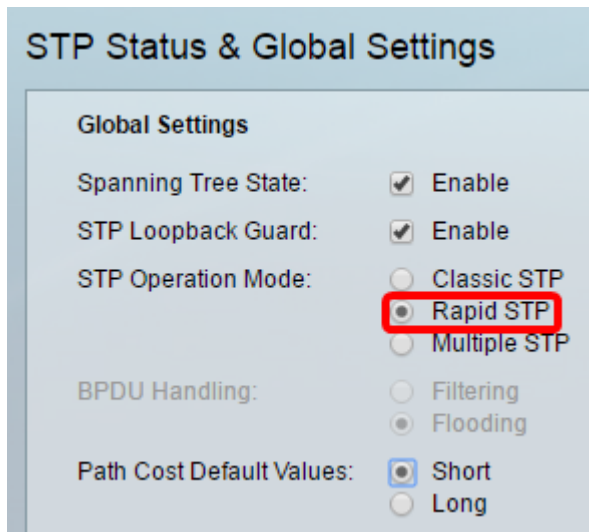 STP Status & Global Settings
Global Settings
Spanning Tree State: Enable
STP Loopback Guard: Enable
STP Operation Mode: Classic STP
Rapid STP
Multiple STP
BPDU Handling: Filtering
Flooding
Path Cost Default Values: Short
Long